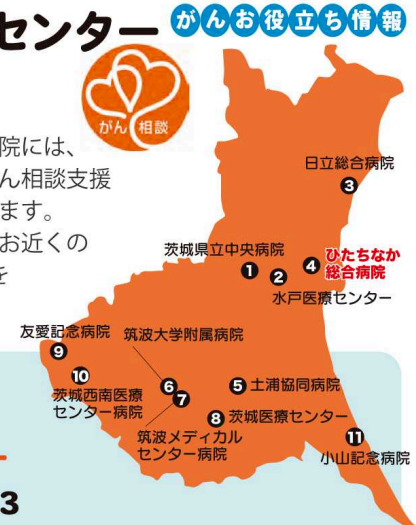 センター
がんお役立ち情報
がん 相談
院には、
ん相談支援
ます。
お近くの
を
日立総合病院
3
茨城県立中央病院
1
2
4
ひたちなか
総合病院
水戸医療センター
友愛記念病院
9
筑波大学附属病院
10
茨城西南医療
センター病院
6
7
5 土浦協同病院
8 茨城医療センター
筑波メディカル
センター病院
11
小山記念病院
3